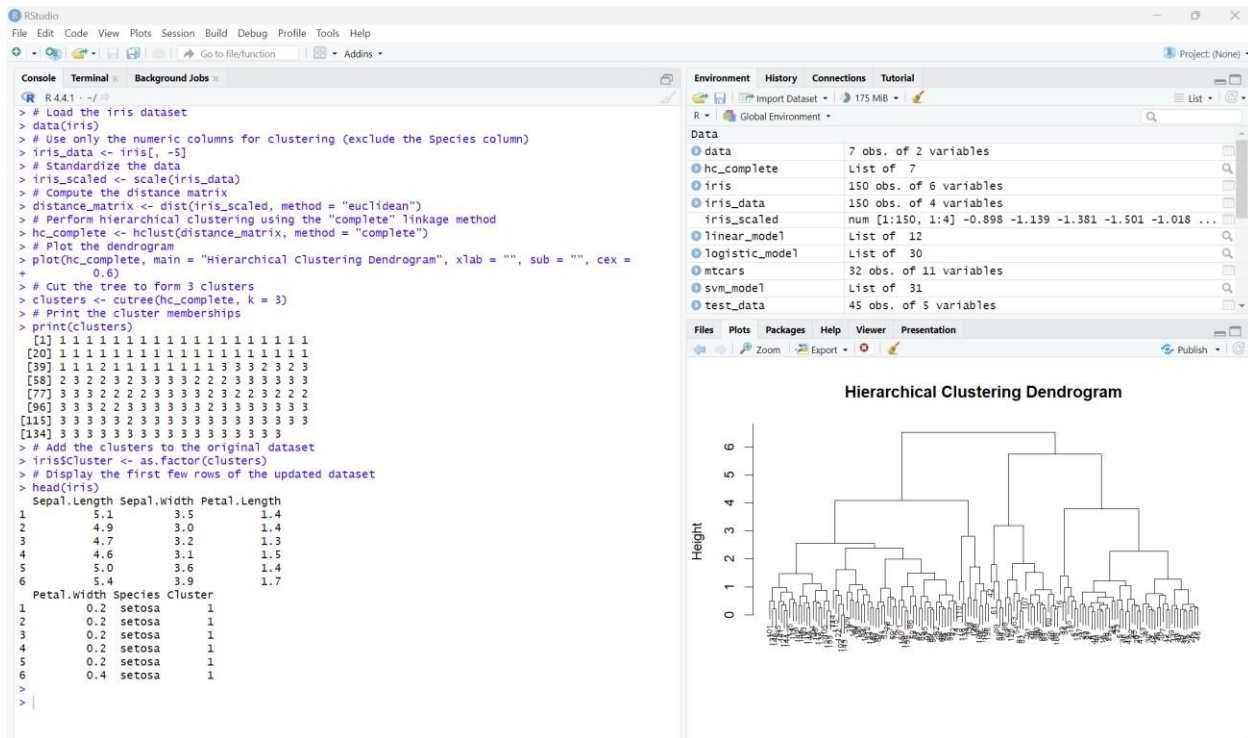 RStudio
File Edit Code View Plots Session Build Debug Profile Tools Help
Go to file/function Addins Project: (None)
Console Terminal Background Jobs
R 4.4.1 · ~/
> # Load the iris dataset
> data(iris)
> # Use only the numeric columns for clustering (exclude the Species column)
> iris_data <- iris[, -5]
> # Standardize the data
> iris_scaled <- scale(iris_data)
> # Compute the distance matrix
> distance_matrix <- dist(iris_scaled, method = "euclidean")
> # Perform hierarchical clustering using the "complete" linkage method
> hc_complete <- hclust(distance_matrix, method = "complete")
> # Plot the dendrogram
> plot(hc_complete, main = "Hierarchical Clustering Dendrogram", xlab = "", sub = "", cex =
+ 0.6)
> # Cut the tree to form 3 clusters
> clusters <- cutree(hc_complete, k = 3)
> # Print the cluster memberships
> print(clusters)
[1] 1 1 1 1 1 1 1 1 1 1 1 1 1 1 1 1 1 1 1
[20] 1 1 1 1 1 1 1 1 1 1 1 1 1 1 1 1 1 1 1
[39] 1 1 1 2 1 1 1 1 1 1 1 1 3 3 3 2 3 2 3
[58] 2 3 2 2 3 2 3 3 3 3 2 2 2 3 3 3 3 3
[77] 3 3 3 2 2 2 2 3 3 3 3 2 3 2 2 3 2 2 2
[96] 3 3 3 2 2 3 3 3 3 3 3 2 3 3 3 3 3 3 3
[115] 3 3 3 3 3 2 3 3 3 3 3 3 3 3 3 3 3 3 3
[134] 3 3 3 3 3 3 3 3 3 3 3 3 3 3 3 3 3
> # Add the clusters to the original dataset
> iris$Cluster <- as.factor(clusters)
> # Display the first few rows of the updated dataset
> head(iris)
Sepal.Length Sepal.Width Petal.Length
1 5.1 3.5 1.4
2 4.9 3.0 1.4
3 4.7 3.2 1.3
4 4.6 3.1 1.5
5 5.0 3.6 1.4
6 5.4 3.9 1.7
Petal.Width Species Cluster
1 0.2 setosa 1
2 0.2 setosa 1
3 0.2 setosa 1
4 0.2 setosa 1
5 0.2 setosa 1
6 0.4 setosa 1
>
>
Environment History Connections Tutorial
Import Dataset 175 MiB List
R Global Environment
Data
data 7 obs. of 2 variables
hc_complete List of 7
iris 150 obs. of 6 variables
iris_data 150 obs. of 4 variables
iris_scaled num [1:150, 1:4] -0.898 -1.139 -1.381 -1.501 -1.018 ...
linear_model List of 12
logistic_model List of 30
mtcars 32 obs. of 11 variables
svm_model List of 31
test_data 45 obs. of 5 variables
Files Plots Packages Help Viewer Presentation
Zoom Export Publish
Hierarchical Clustering Dendrogram
Height
6
5
4
3
2
1
0